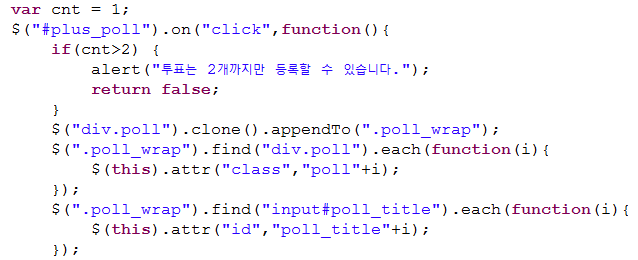 var cnt = 1;
$("#plus_poll").on("click",function(){
    if(cnt>2) {
        alert("투표는 2개까지만 등록할 수 있습니다.");
        return false;
    }
    $("div.poll").clone().appendTo(".poll_wrap");
    $(".poll_wrap").find("div.poll").each(function(i){
        $(this).attr("class","poll"+i);
    });
    $(".poll_wrap").find("input#poll_title").each(function(i){
        $(this).attr("id","poll_title"+i);
    });